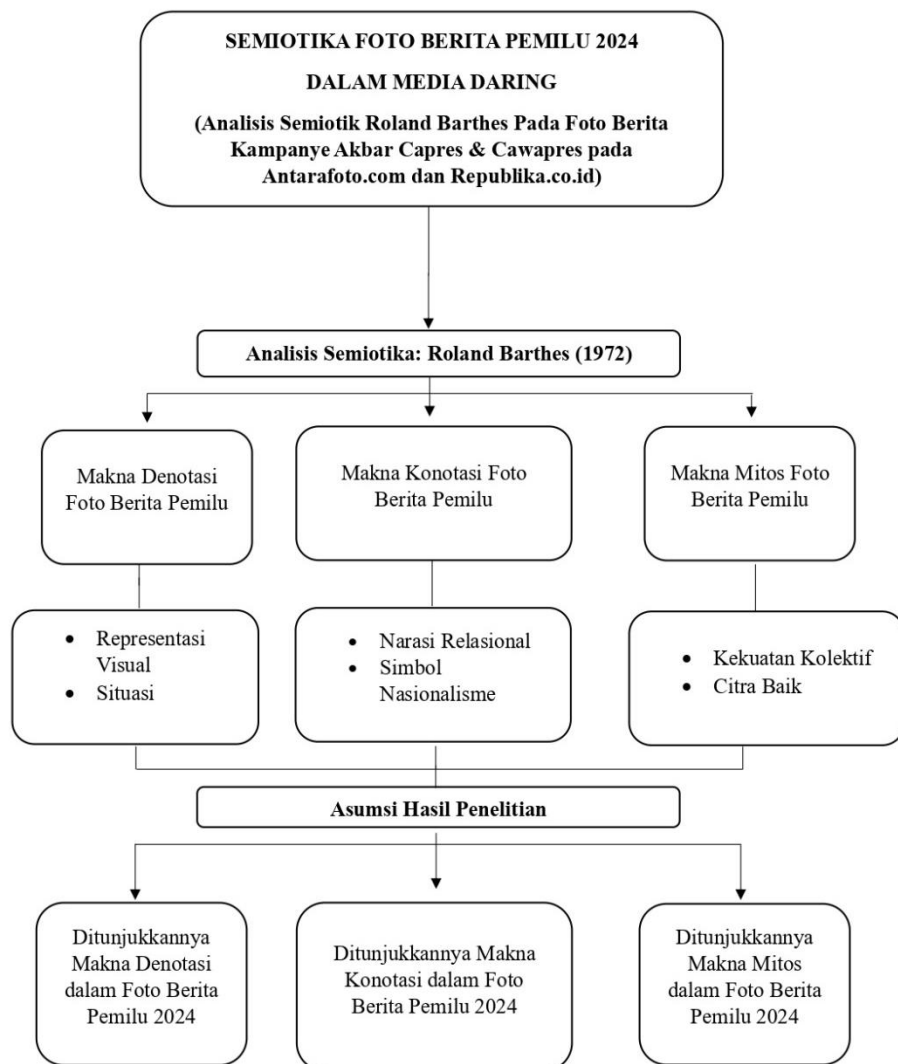 SEMIOTIKA FOTO BERITA PEMILU 2024
DALAM MEDIA DARING
(Analisis Semiotik Roland Barthes Pada Foto Berita
Kampanye Akbar Capres & Cawapres pada
Antarafoto.com dan Republika.co.id)
Analisis Semiotika: Roland Barthes (1972)
Makna Denotasi
Foto Berita Pemilu
Makna Konotasi Foto
Berita Pemilu
Makna Mitos Foto
Berita Pemilu
• Representasi
Visual
• Situasi
• Narasi Relasional
• Simbol
Nasionalisme
• Kekuatan Kolektif
• Citra Baik
Asumsi Hasil Penelitian
Ditunjukkannya
Makna Denotasi
dalam Foto Berita
Pemilu 2024
Ditunjukkannya Makna
Konotasi dalam Foto
Berita Pemilu 2024
Ditunjukkannya
Makna Mitos
dalam Foto Berita
Pemilu 2024